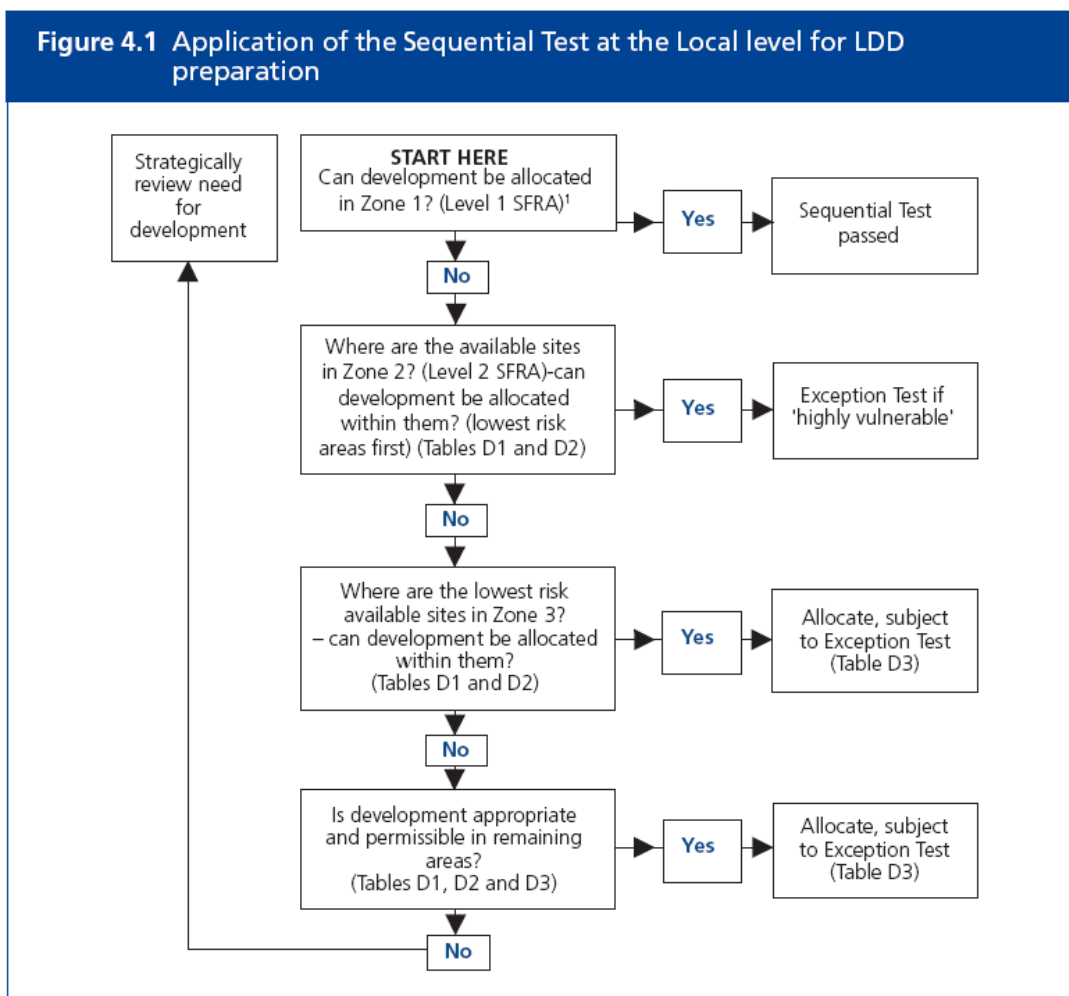 Figure 4.1 Application of the Sequential Test at the Local level for LDD
preparation
Strategically
review need
for
development
START HERE
Can development be allocated
in Zone 1? (Level 1 SFRA)¹
Yes
Sequential Test
passed
No
Where are the available sites
in Zone 2? (Level 2 SFRA)-can
development be allocated
within them? (lowest risk
areas first) (Tables D1 and D2)
Yes
Exception Test if
'highly vulnerable'
No
Where are the lowest risk
available sites in Zone 3?
– can development be allocated
within them?
(Tables D1 and D2)
Yes
Allocate, subject
to Exception Test
(Table D3)
No
Is development appropriate
and permissible in remaining
areas?
(Tables D1, D2 and D3)
Yes
Allocate, subject
to Exception Test
(Table D3)
No